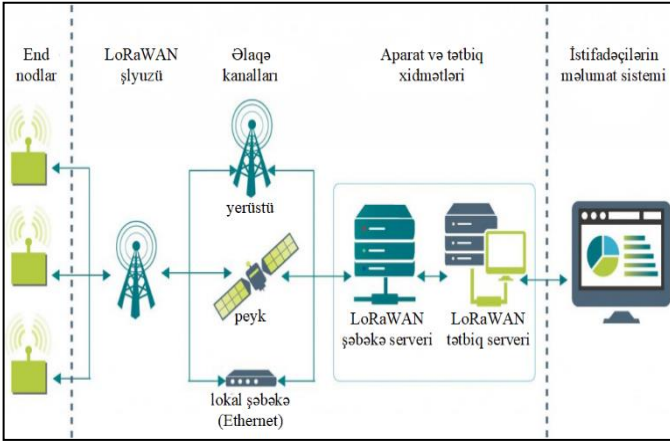 End
nodlar
LoRaWAN
şlyuzü
Əlaqə
kanalları
Aparat və tətbiq
xidmətləri
İstifadəçilərin
məlumat sistemi
yerüstü
peyk
lokal şəbəkə
(Ethernet)
LoRaWAN
şəbəkə serveri
LoRaWAN
tətbiq serveri